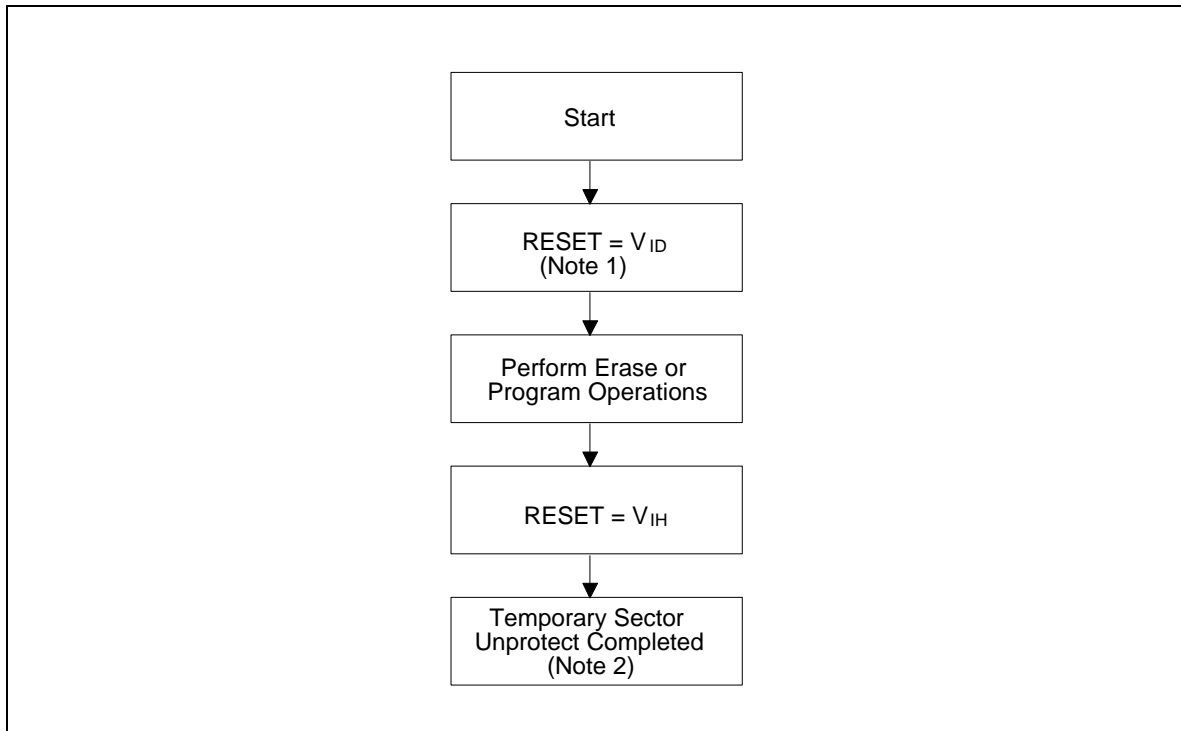 Start
RESET = VID
(Note 1)
Perform Erase or
Program Operations
RESET = VIH
Temporary Sector
Unprotect Completed
(Note 2)